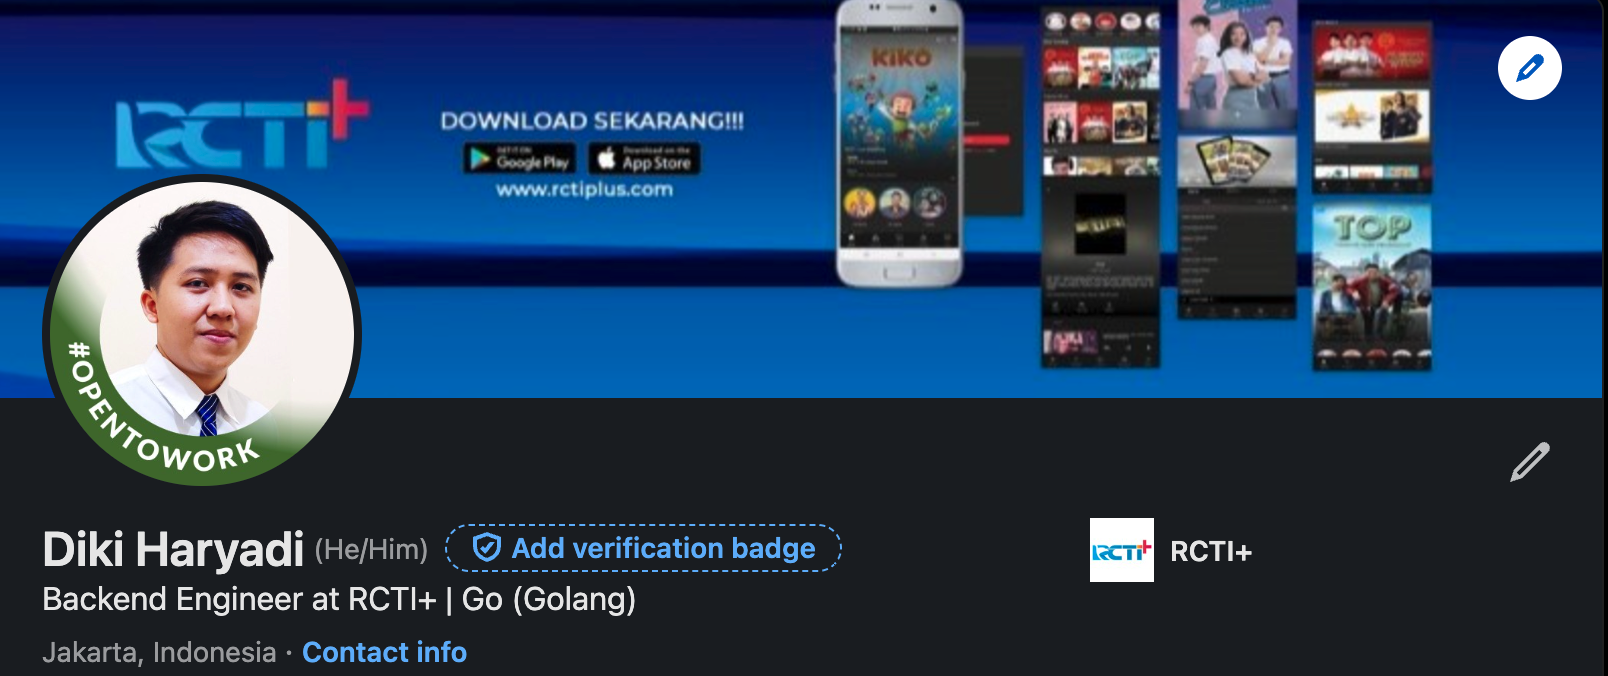 RCTI+
DOWNLOAD SEKARANG!!!
GET IT ON
Google Play
Download on the
App Store
www.rctiplus.com
KIKO
TOP
#OPENTOWORK
Diki Haryadi (He/Him) Add verification badge
RCTI+ RCTI+
Backend Engineer at RCTI+ | Go (Golang)
Jakarta, Indonesia · Contact info